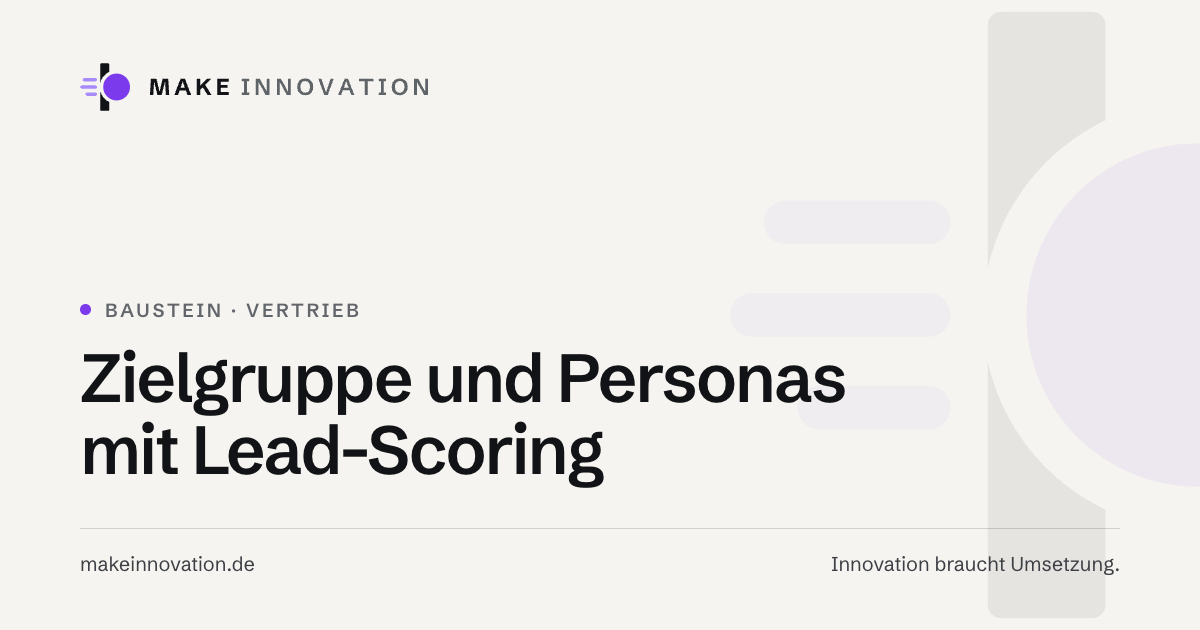 MAKE INNOVATION
BAUSTEIN · VERTRIEB
Zielgruppe und Personas
mit Lead-Scoring
makeinnovation.de
Innovation braucht Umsetzung.